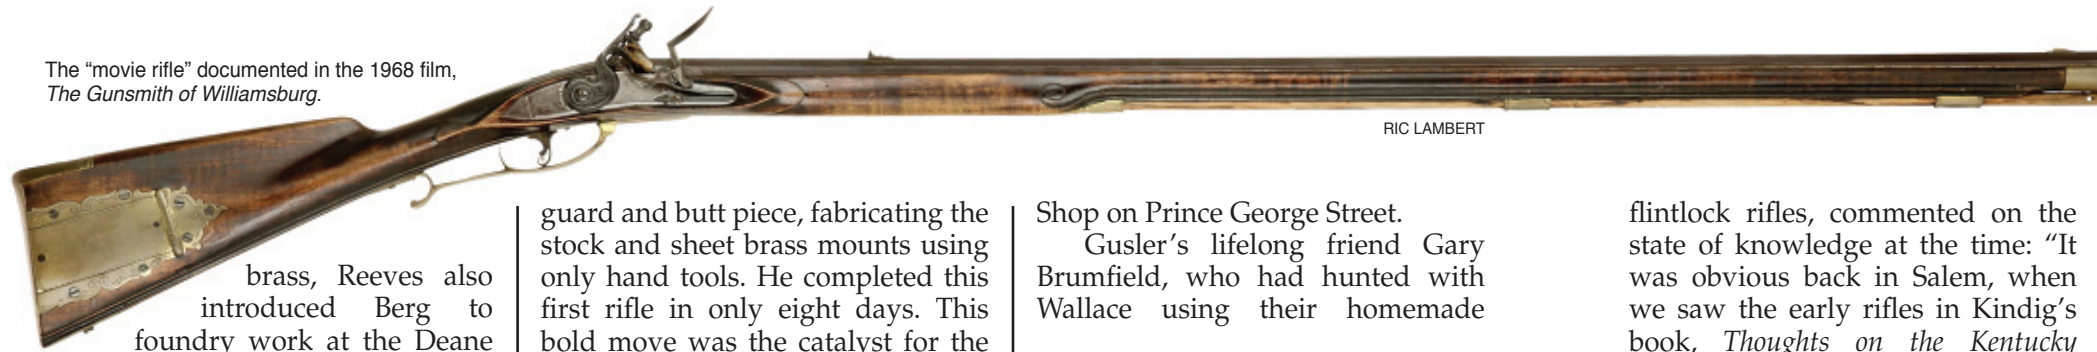 The “movie rifle” documented in the 1968 film,
The Gunsmith of Williamsburg.
RIC LAMBERT
brass, Reeves also
introduced Berg to
foundry work at the Deane
guard and butt piece, fabricating the
stock and sheet brass mounts using
only hand tools. He completed this
first rifle in only eight days. This
bold move was the catalyst for the
Shop on Prince George Street.
Gusler’s lifelong friend Gary
Brumfield, who had hunted with
Wallace using their homemade
flintlock rifles, commented on the
state of knowledge at the time: “It
was obvious back in Salem, when
we saw the early rifles in Kindig’s
book, Thoughts on the Kentucky